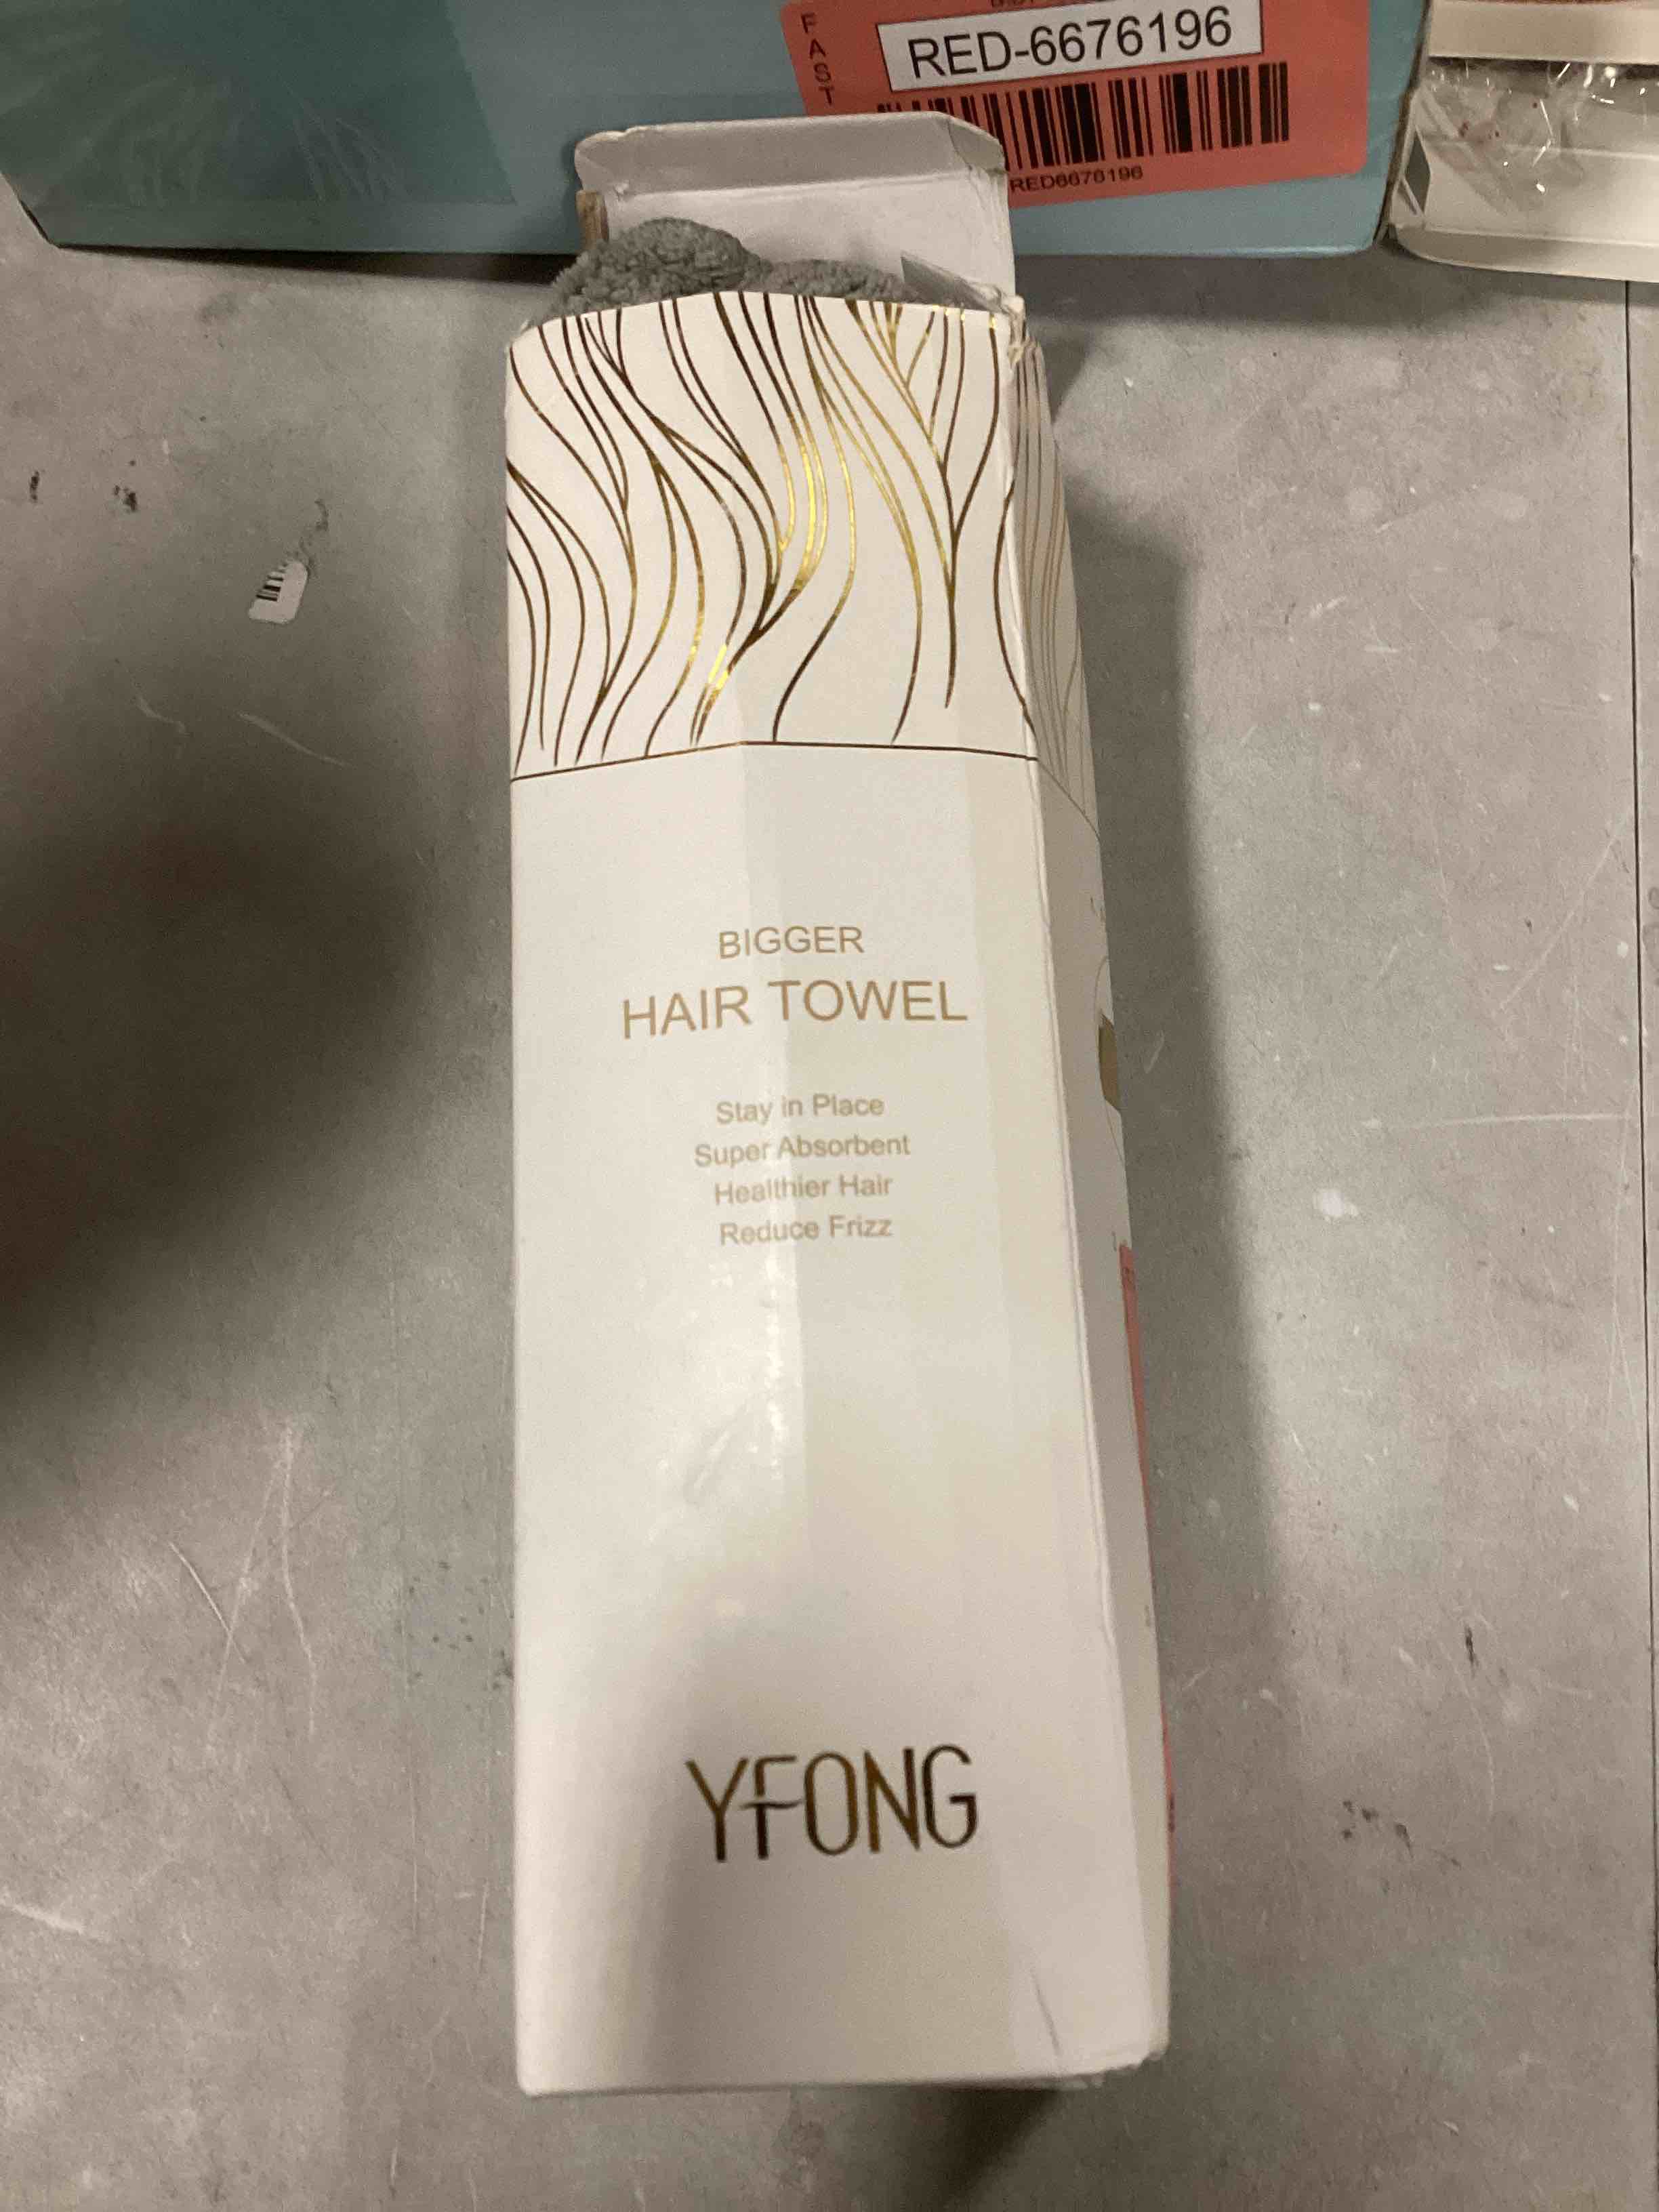 FAST
RED-6676196
RED6676196
BIGGER
HAIR TOWEL
Stay in Place
Super Absorbent
Healthier Hair
Reduce Frizz
YFONG